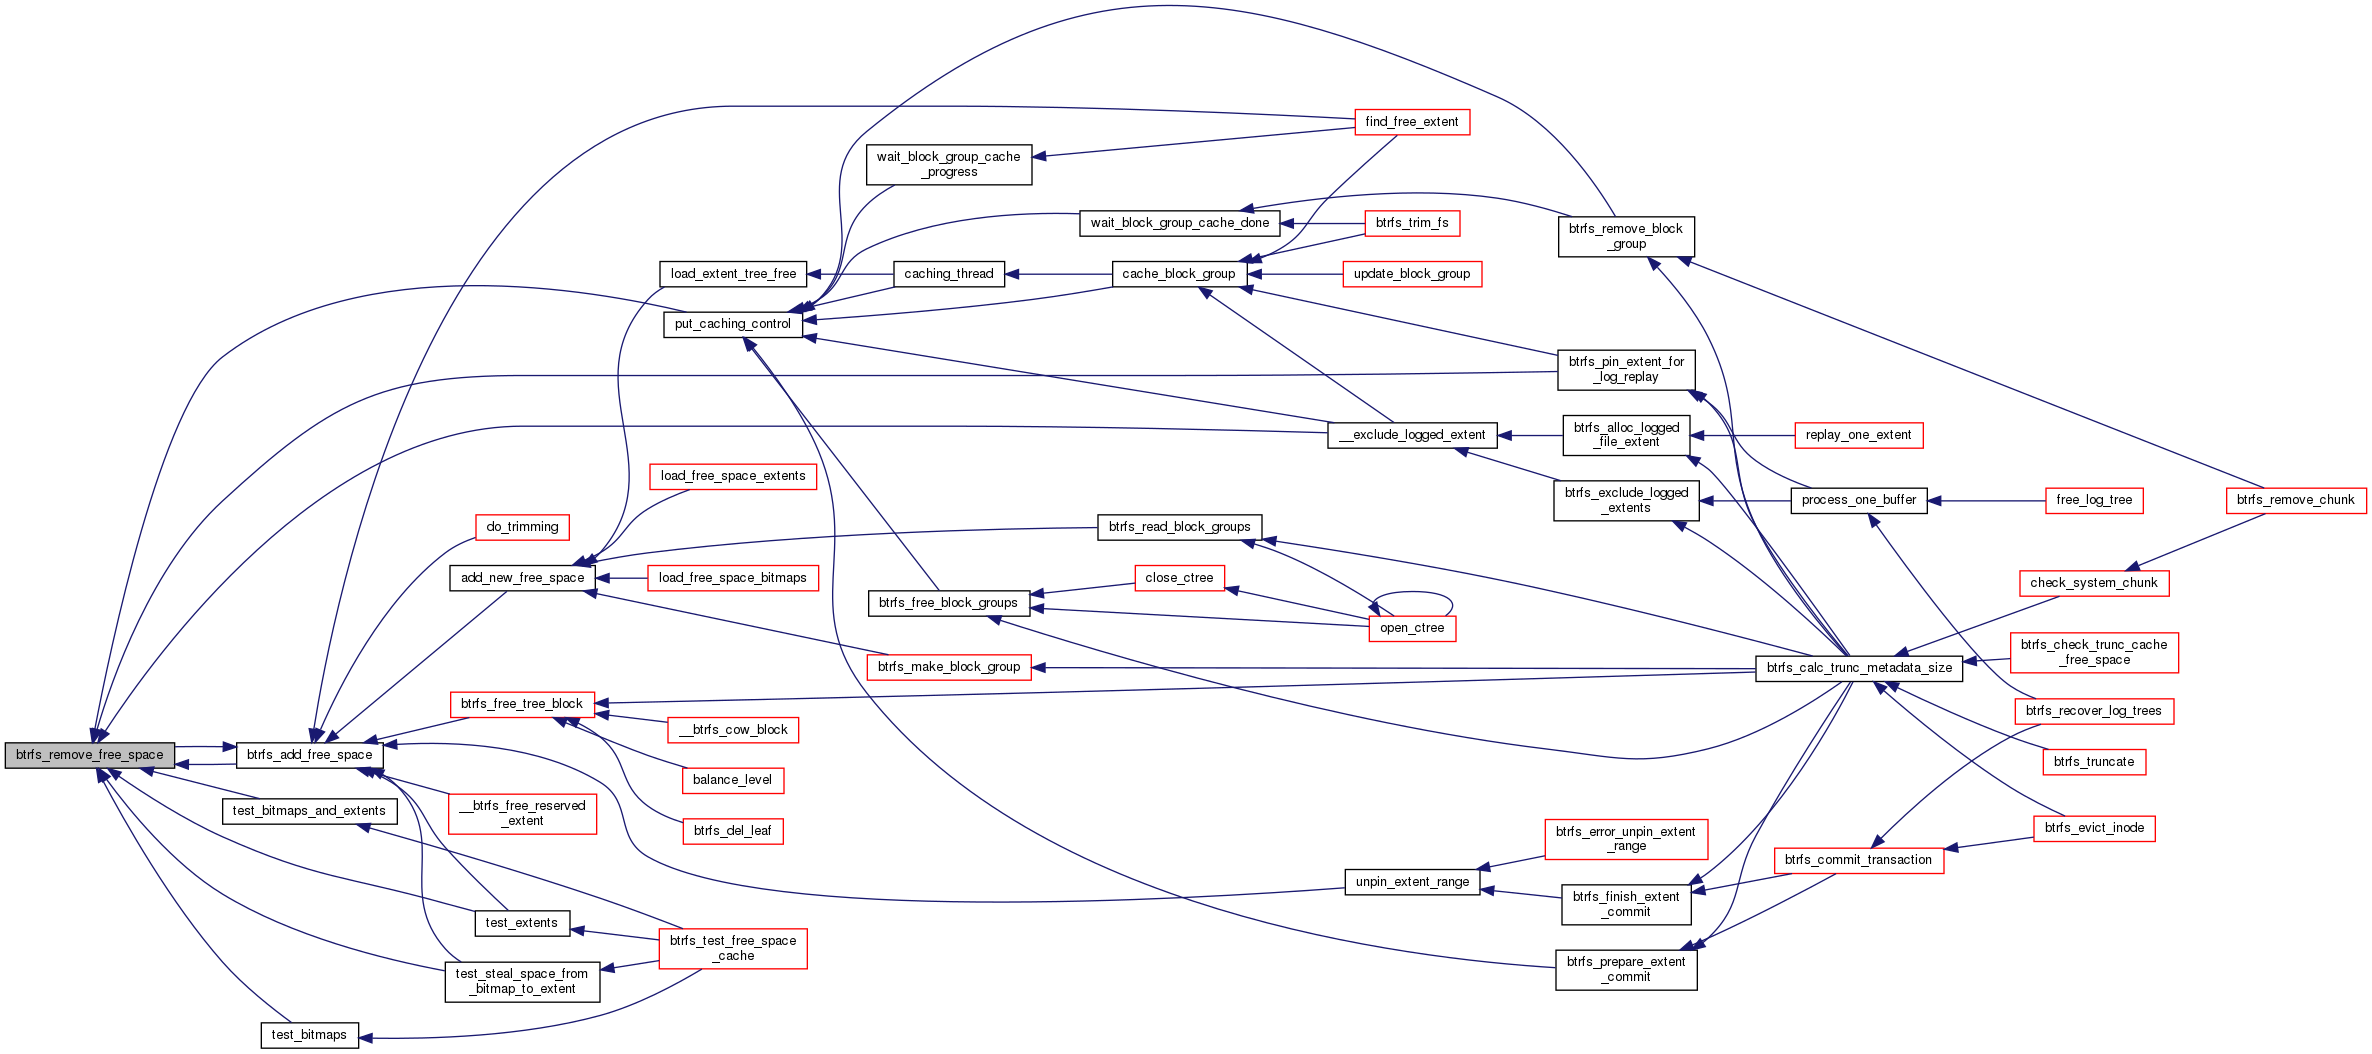 find_free_extent
wait_block_group_cache
_progress
wait_block_group_cache_done
btrfs_trim_fs
btrfs_remove_block
_group
load_extent_tree_free
caching_thread
cache_block_group
update_block_group
put_caching_control
btrfs_pin_extent_for
_log_replay
__exclude_logged_extent
btrfs_alloc_logged
_file_extent
replay_one_extent
load_free_space_extents
btrfs_exclude_logged
_extents
process_one_buffer
free_log_tree
btrfs_remove_chunk
do_trimming
btrfs_read_block_groups
add_new_free_space
load_free_space_bitmaps
close_ctree
check_system_chunk
btrfs_free_block_groups
open_ctree
btrfs_make_block_group
btrfs_calc_trunc_metadata_size
btrfs_check_trunc_cache
_free_space
btrfs_free_tree_block
btrfs_recover_log_trees
__btrfs_cow_block
btrfs_remove_free_space
btrfs_add_free_space
btrfs_truncate
balance_level
test_bitmaps_and_extents
__btrfs_free_reserved
_extent
btrfs_del_leaf
btrfs_error_unpin_extent
_range
btrfs_evict_inode
btrfs_commit_transaction
unpin_extent_range
btrfs_finish_extent
_commit
test_extents
btrfs_test_free_space
_cache
test_steal_space_from
_bitmap_to_extent
btrfs_prepare_extent
_commit
test_bitmaps